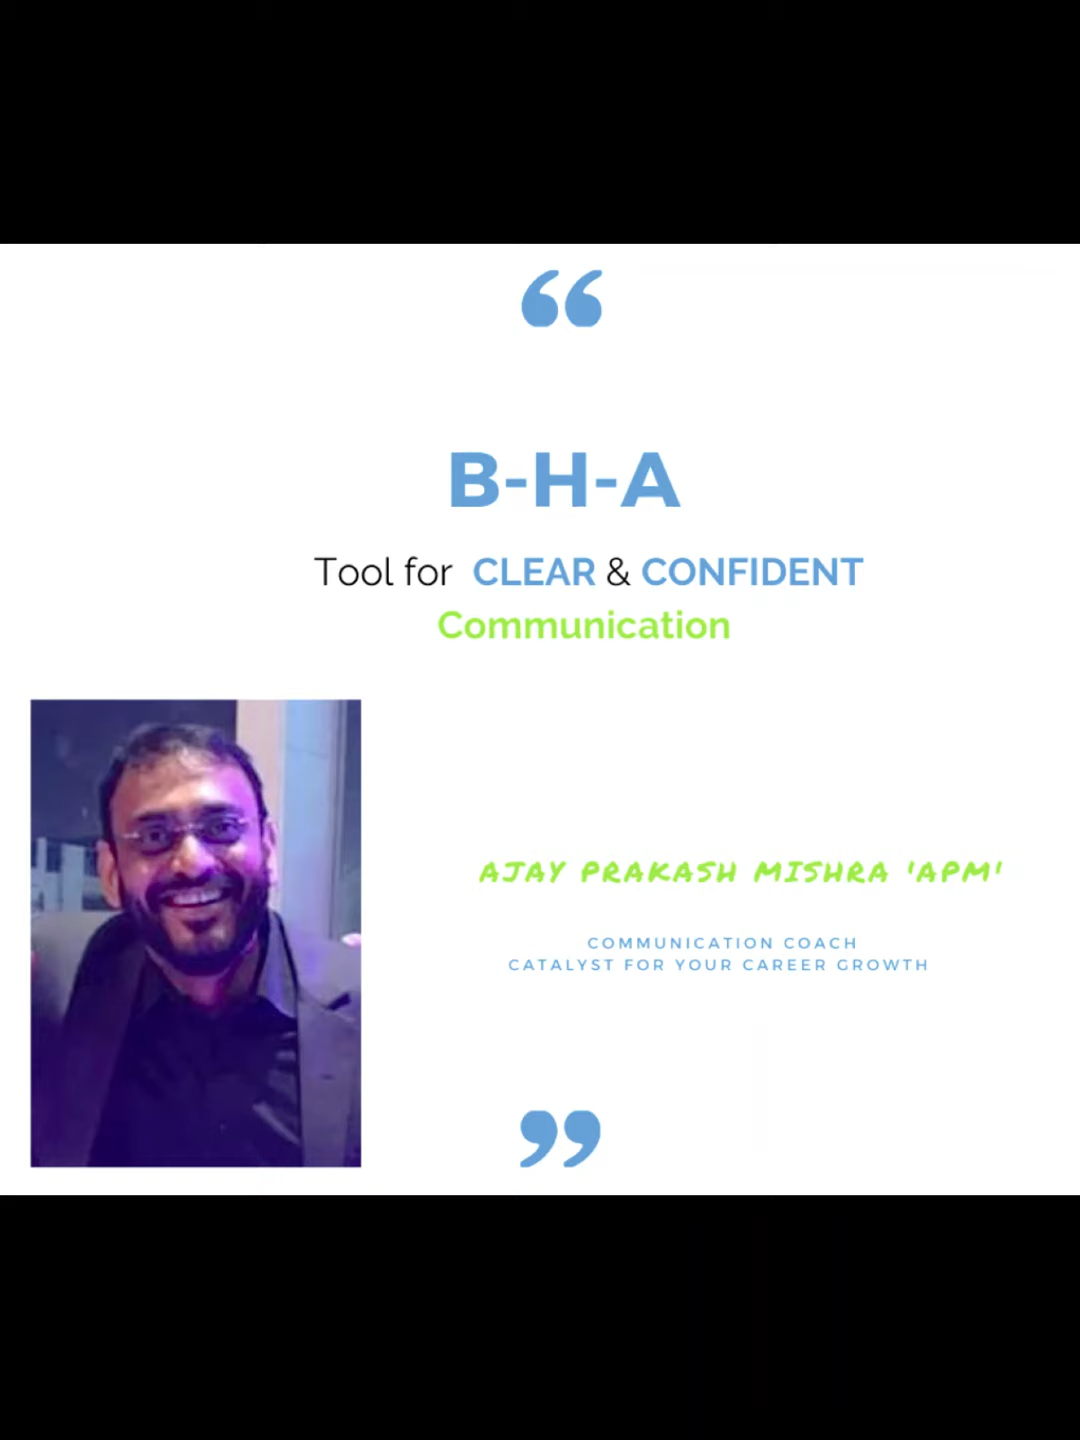 “
B-H-A
Tool for CLEAR & CONFIDENT
Communication
AJAY PRAKASH MISHRA 'APM'
COMMUNICATION COACH
CATALYST FOR YOUR CAREER GROWTH
”